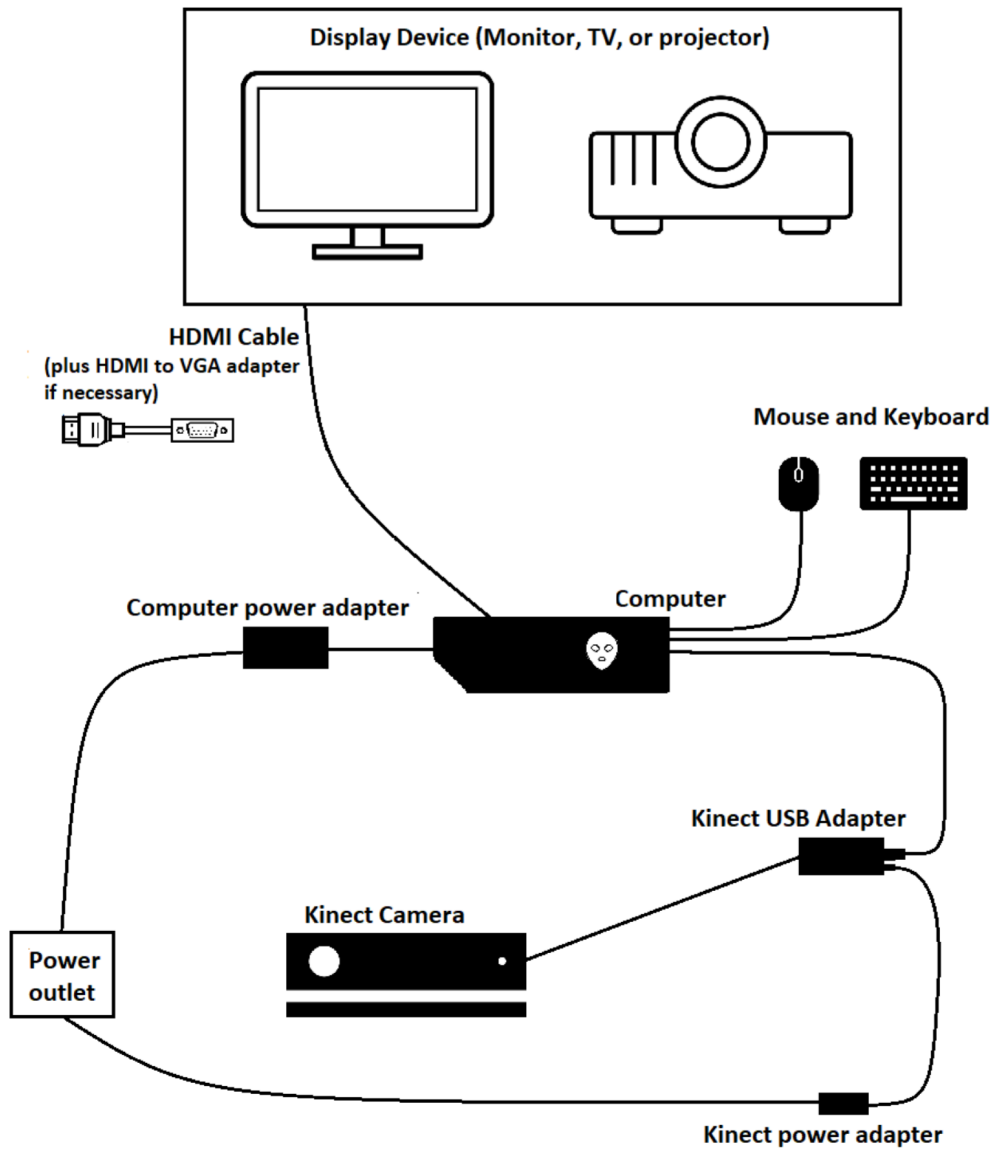 Display Device (Monitor, TV, or projector)
HDMI Cable
(plus HDMI to VGA adapter
if necessary)
Mouse and Keyboard
Computer
Computer power adapter
Kinect USB Adapter
Kinect Camera
Power
outlet
Kinect power adapter